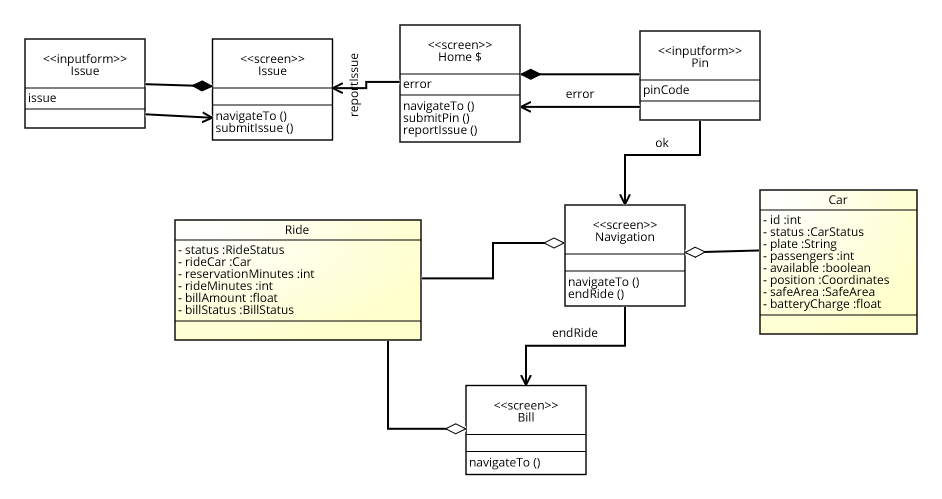 <<inputform>>
Issue
issue
<<screen>>
Issue
navigateTo ()
submitIssue ()
reportIssue
<<screen>>
Home $
error
navigateTo ()
submitPin ()
reportIssue ()
error
<<inputform>>
Pin
pinCode
ok
Ride
- status :RideStatus
- rideCar :Car
- reservationMinutes :int
- rideMinutes :int
- billAmount :float
- billStatus :BillStatus
<<screen>>
Navigation
navigateTo ()
endRide ()
Car
- id :int
- status :CarStatus
- plate :String
- passengers :int
- available :boolean
- position :Coordinates
- safeArea :SafeArea
- batteryCharge :float
endRide
<<screen>>
Bill
navigateTo ()